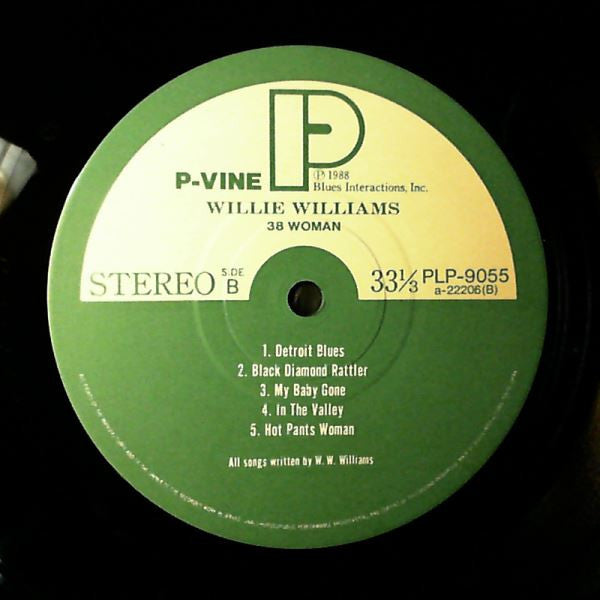 P
P-VINE
Ⓟ 1988
Blues Interactions, Inc.
WILLIE WILLIAMS
38 WOMAN
STEREO SIDE B
33⅓ PLP-9055
a-22206(B)
1. Detroit Blues
2. Black Diamond Rattler
3. My Baby Gone
4. In The Valley
5. Hot Pants Woman
All songs written by W. W. Williams